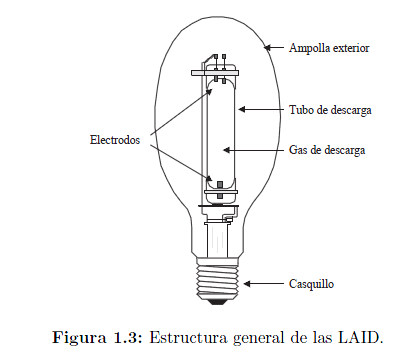 Ampolla exterior
Tubo de descarga
Electrodos
Gas de descarga
Casquillo
Figura 1.3: Estructura general de las LAID.